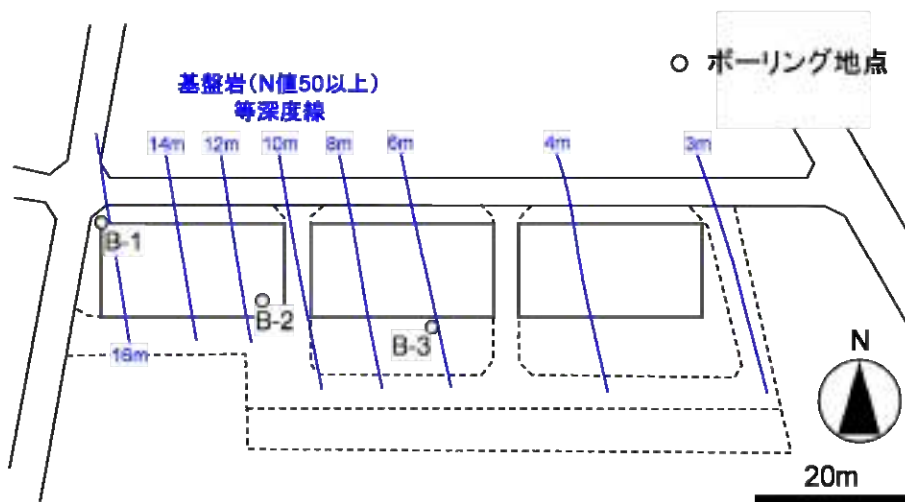 ボーリング地点
基盤岩(N値50以上)
等深度線
14m
12m
10m
8m
6m
4m
3m
B-1
B-2
B-3
16m
N
20m